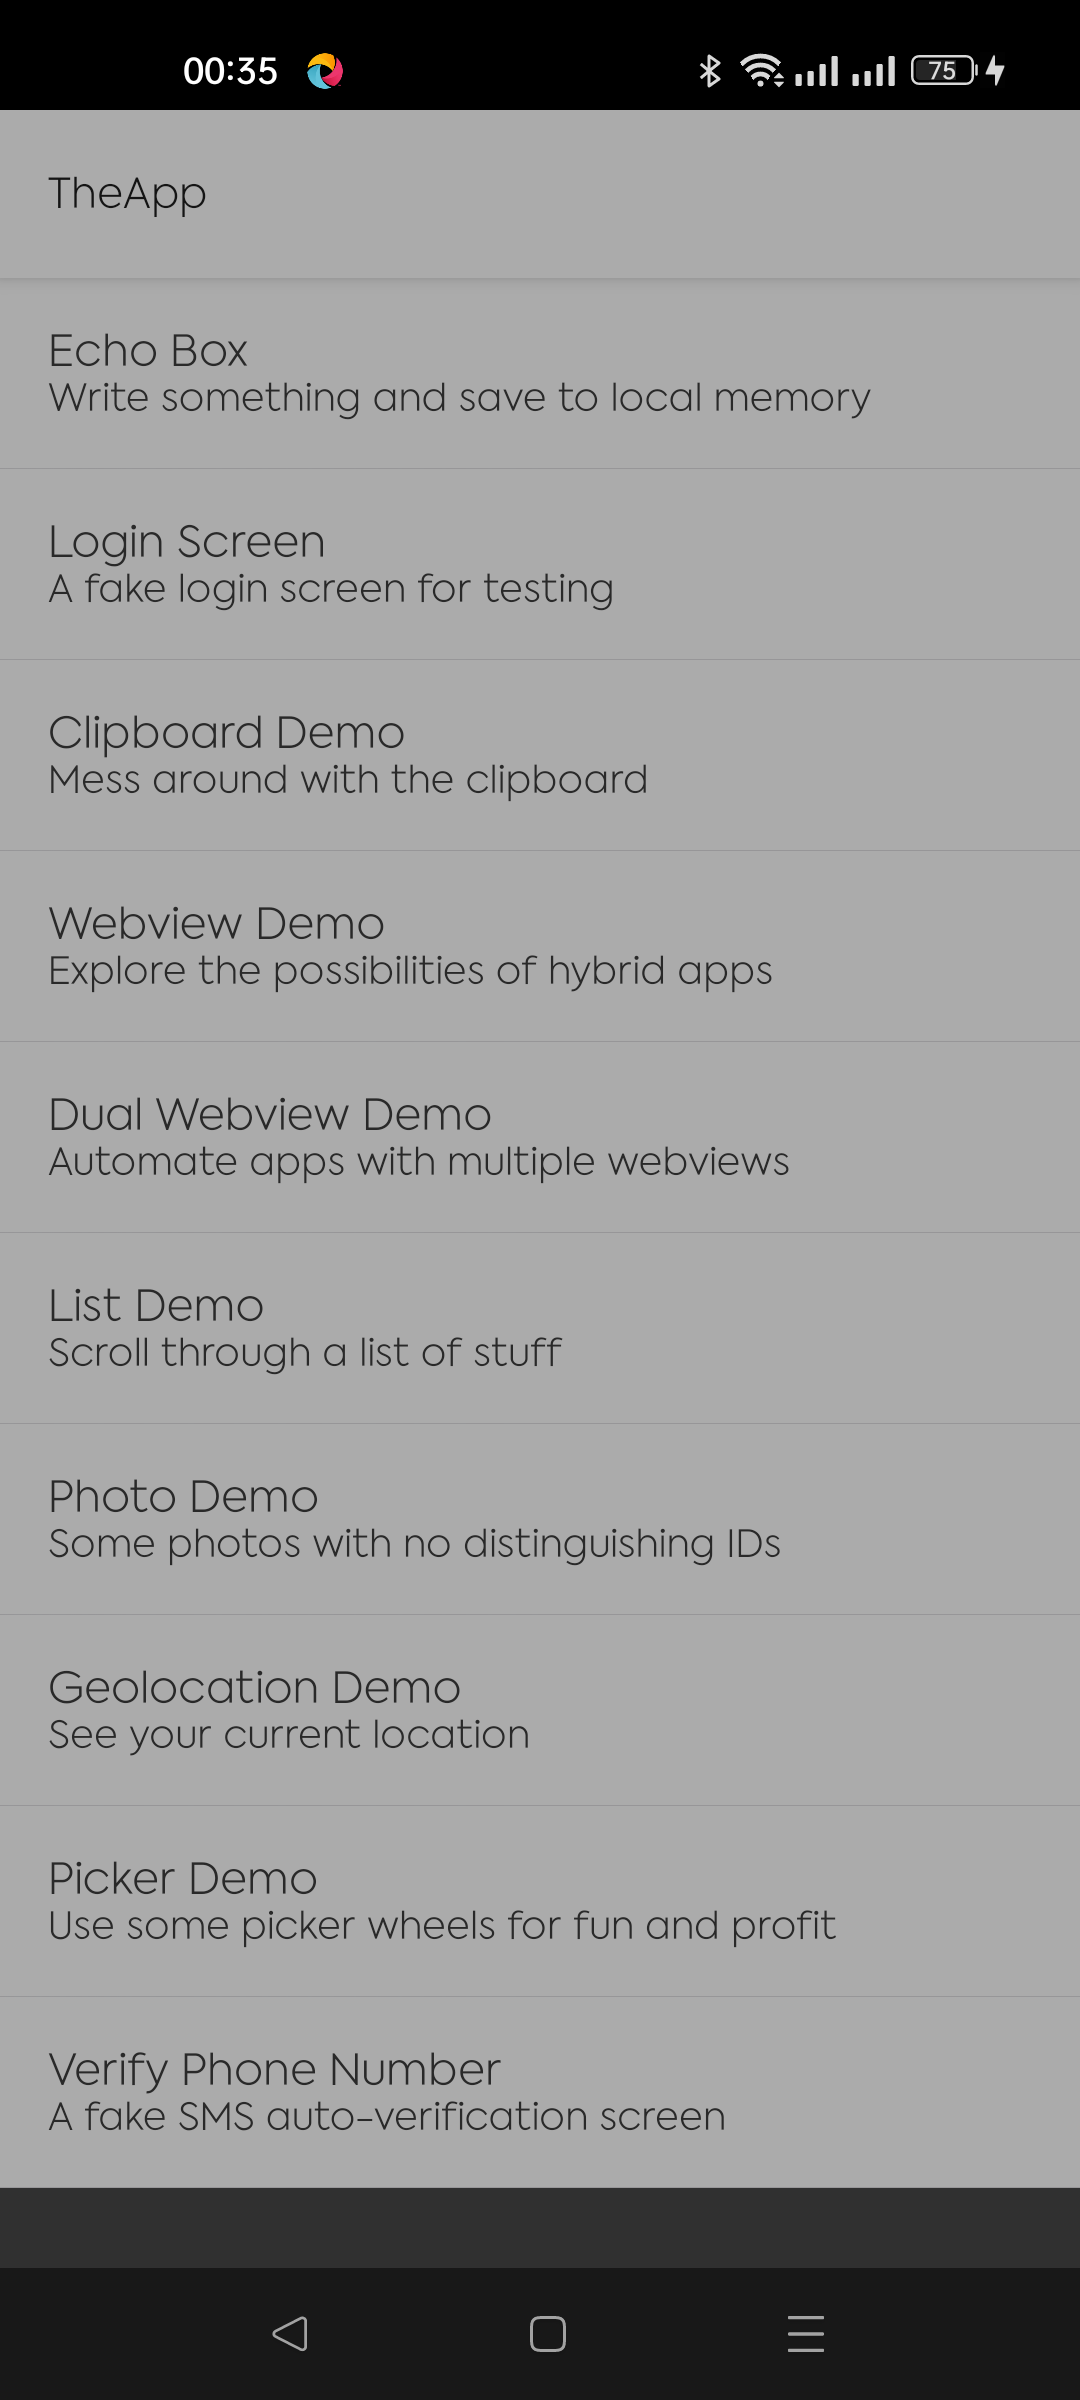 00:35
75
TheApp
Echo Box
Write something and save to local memory
Login Screen
A fake login screen for testing
Clipboard Demo
Mess around with the clipboard
Webview Demo
Explore the possibilities of hybrid apps
Dual Webview Demo
Automate apps with multiple webviews
List Demo
Scroll through a list of stuff
Photo Demo
Some photos with no distinguishing IDs
Geolocation Demo
See your current location
Picker Demo
Use some picker wheels for fun and profit
Verify Phone Number
A fake SMS auto-verification screen